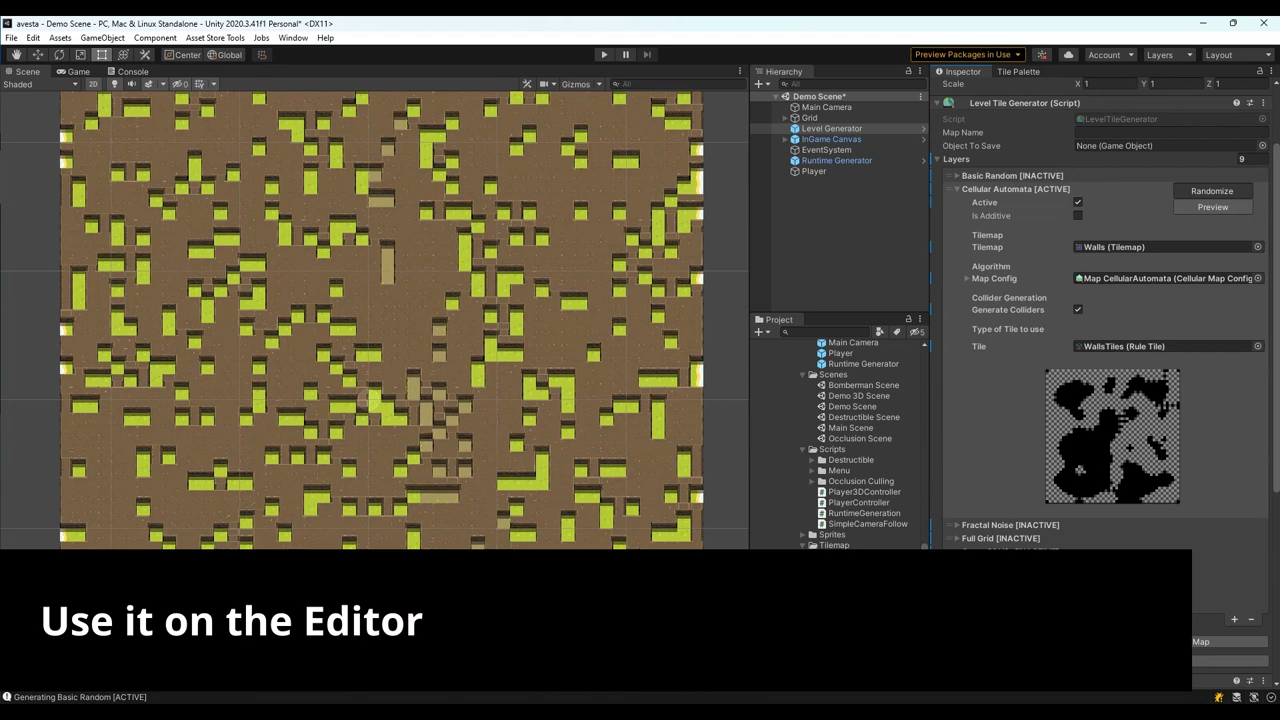 avesta - Demo Scene - PC, Mac & Linux Standalone - Unity 2020.3.41f1 Personal* <DX11>
File Edit Assets GameObject Component Asset Store Tools Jobs Window Help
Center Global Preview Packages in Use Account Layers Layout
Scene Game Console
Shaded 2D 0 Gizmos All
Hierarchy
All
Demo Scene*
Main Camera
Grid
Level Generator
InGame Canvas
EventSystem
Runtime Generator
Player
Project
5
Main Camera
Player
Runtime Generator
Scenes
Bomberman Scene
Demo 3D Scene
Demo Scene
Destructible Scene
Main Scene
Occlusion Scene
Scripts
Destructible
Menu
Occlusion Culling
Player3DController
PlayerController
RuntimeGeneration
SimpleCameraFollow
Sprites
Tilemap
Inspector Tile Palette
Scale X 1 Y 1 Z 1
Level Tile Generator (Script)
Script LevelTileGenerator
Map Name
Object To Save None (Game Object)
Layers 9
Basic Random [INACTIVE]
Cellular Automata [ACTIVE] Randomize
Active
Preview
Is Additive
Tilemap
Tilemap Walls (Tilemap)
Algorithm
Map Config Map CellularAutomata (Cellular Map Config
Collider Generation
Generate Colliders
Type of Tile to use
Tile WallsTiles (Rule Tile)
Fractal Noise [INACTIVE]
Full Grid [INACTIVE]
Map
Use it on the Editor
Generating Basic Random [ACTIVE]